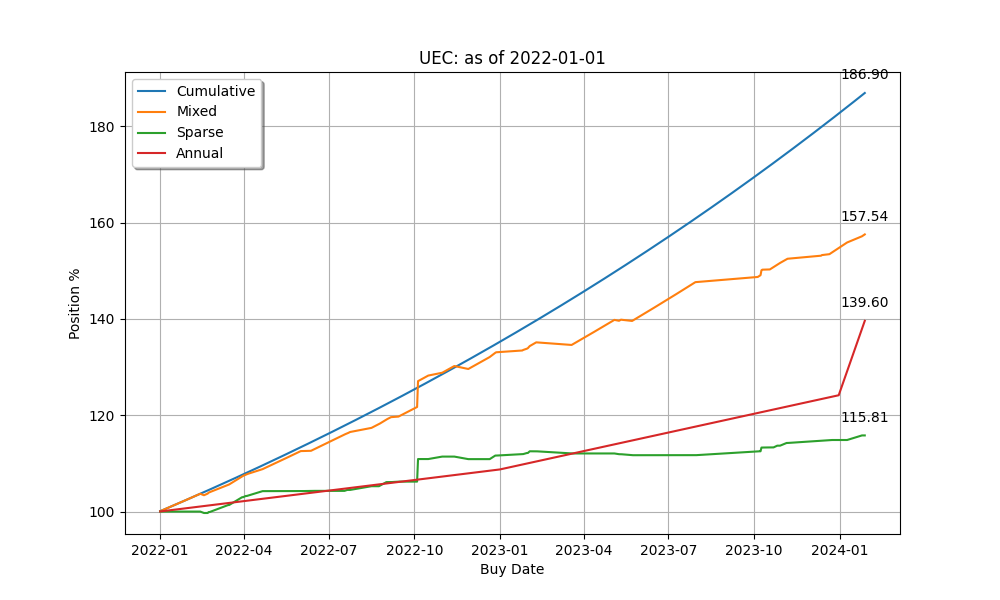 UEC: as of 2022-01-01
186.90
Cumulative
Mixed
Sparse
Annual
180
160
140
120
100
157.54
139.60
115.81
Position %
2022-01 2022-04 2022-07 2022-10 2023-01 2023-04 2023-07 2023-10 2024-01
Buy Date